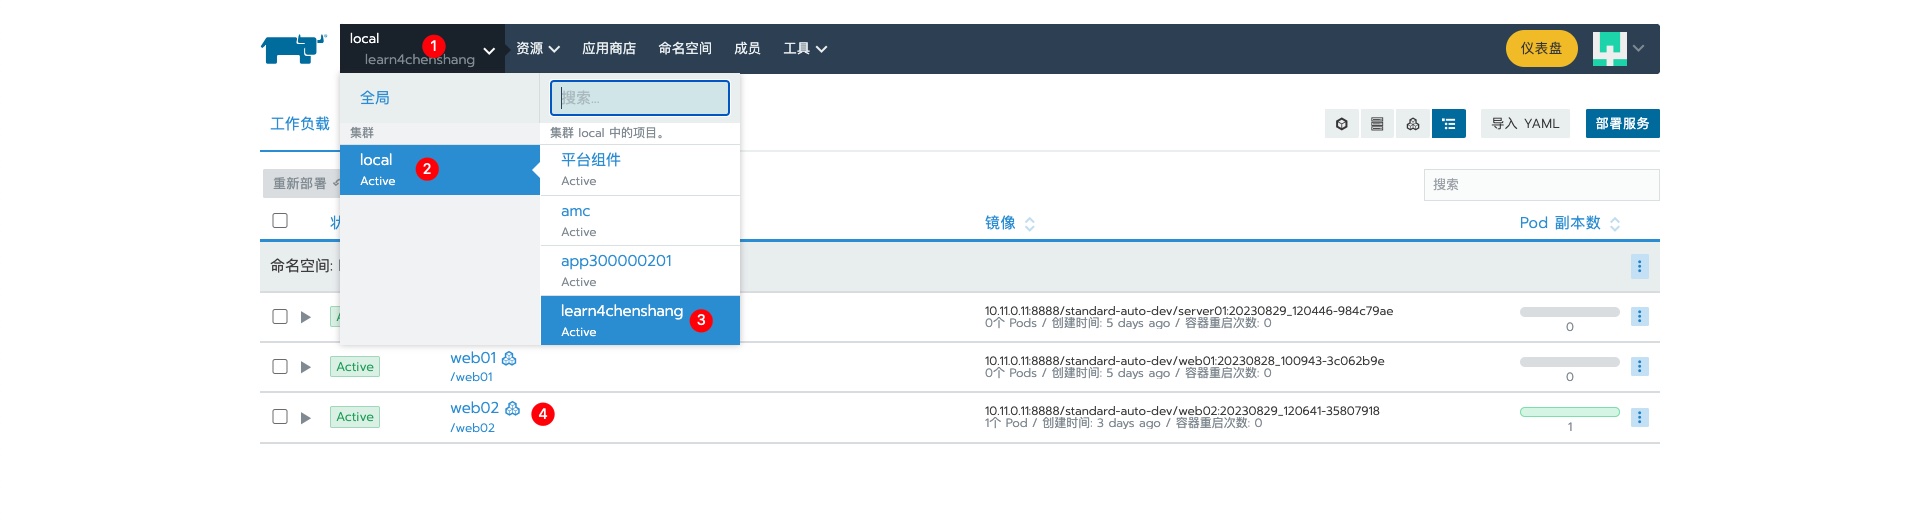 local
learn4chenshang
1
资源
应用商店
命名空间
成员
工具
仪表盘
全局
搜索...
工作负载
导入 YAML
部署服务
集群
集群 local 中的项目。
local
Active
2
平台组件
Active
重新部署
搜索
amc
Active
镜像
Pod 副本数
命名空间:
app300000201
Active
learn4chenshang
Active
3
10.11.0.11:8888/standard-auto-dev/server01:20230829_120446-984c79ae
0个 Pods / 创建时间: 5 days ago / 容器重启次数: 0
0
Active
web01
/web01
10.11.0.11:8888/standard-auto-dev/web01:20230828_100943-3c062b9e
0个 Pods / 创建时间: 5 days ago / 容器重启次数: 0
0
Active
web02
/web02
4
10.11.0.11:8888/standard-auto-dev/web02:20230829_120641-35807918
1个 Pod / 创建时间: 3 days ago / 容器重启次数: 0
1